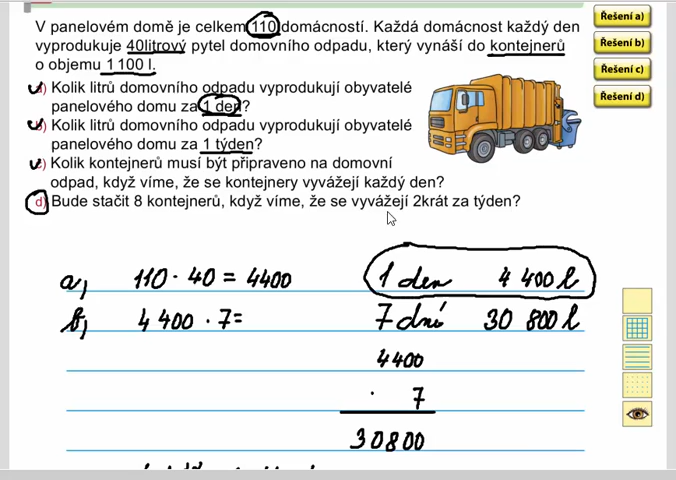 V panelovém domě je celkem 110 domácností. Každá domácnost každý den
vyprodukuje 40litrový pytel domovního odpadu, který vynáší do kontejnerů
o objemu 1 100 l.
a) Kolik litrů domovního odpadu vyprodukují obyvatelé
panelového domu za 1 den?
b) Kolik litrů domovního odpadu vyprodukují obyvatelé
panelového domu za 1 týden?
c) Kolik kontejnerů musí být připraveno na domovní
odpad, když víme, že se kontejnery vyvážejí každý den?
d) Bude stačit 8 kontejnerů, když víme, že se vyvážejí 2krát za týden?
Řešení a)
Řešení b)
Řešení c)
Řešení d)
a) 110 · 40 = 4400 1 den 4 400 l
b) 4 400 · 7 = 7 dní 30 800 l
4400
· 7
30800